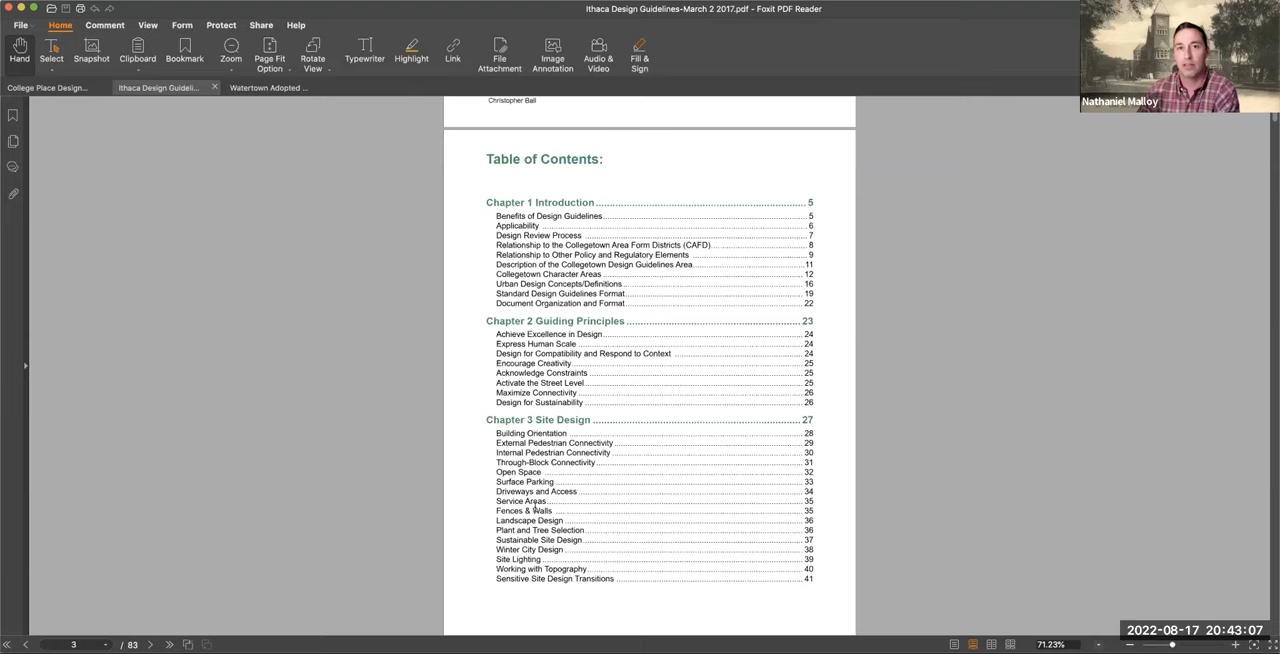 Ithaca Design Guidelines-March 2 2017.pdf - Foxit PDF Reader
File Home Comment View Form Protect Share Help
Hand Select Snapshot Clipboard Bookmark Zoom Page Fit Option Rotate View Typewriter Highlight Link File Attachment Image Annotation Audio & Video Fill & Sign
Nathaniel Malloy
College Place Design... Ithaca Design Guideli... Watertown Adopted ...
Christopher Ball
Table of Contents:
Chapter 1 Introduction 5
Benefits of Design Guidelines 5
Applicability 6
Design Review Process 7
Relationship to the Collegetown Area Form Districts (CAFD) 8
Relationship to Other Policy and Regulatory Elements 9
Description of the Collegetown Design Guidelines Area 11
Collegetown Character Areas 12
Urban Design Concepts/Definitions 16
Standard Design Guidelines Format 19
Document Organization and Format 22
Chapter 2 Guiding Principles 23
Achieve Excellence in Design 24
Express Human Scale 24
Design for Compatibility and Respond to Context 24
Encourage Creativity 25
Acknowledge Constraints 25
Activate the Street Level 25
Maximize Connectivity 26
Design for Sustainability 26
Chapter 3 Site Design 27
Building Orientation 28
External Pedestrian Connectivity 29
Internal Pedestrian Connectivity 30
Through-Block Connectivity 31
Open Space 32
Surface Parking 33
Driveways and Access 34
Service Areas 35
Fences & Walls 35
Landscape Design 36
Plant and Tree Selection 36
Sustainable Site Design 37
Winter City Design 38
Site Lighting 39
Working with Topography 40
Sensitive Site Design Transitions 41
2022-08-17 20:43:07
3 / 83 71.23%